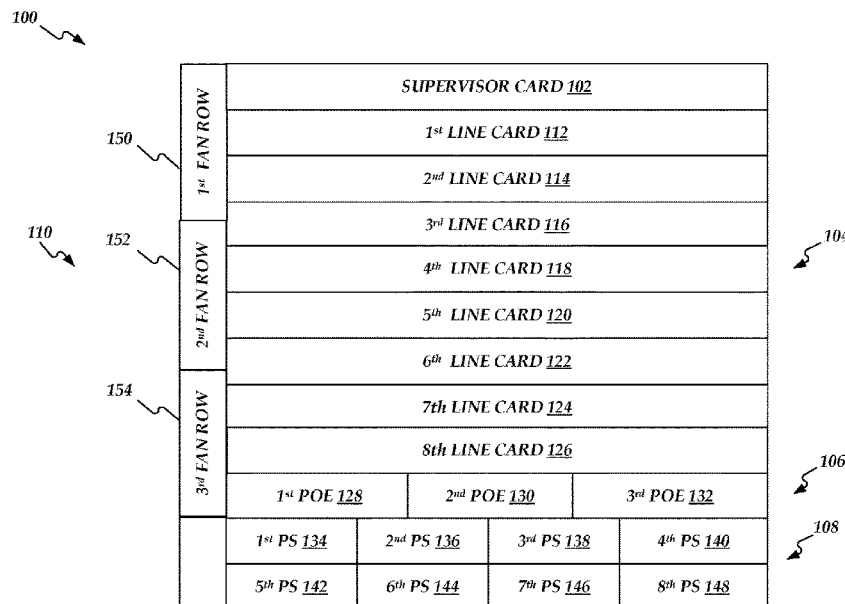 100
SUPERVISOR CARD 102
1st LINE CARD 112
150
1st FAN ROW
2nd LINE CARD 114
3rd LINE CARD 116
110
152
104
4th LINE CARD 118
2nd FAN ROW
5th LINE CARD 120
6th LINE CARD 122
154
7th LINE CARD 124
3rd FAN ROW
8th LINE CARD 126
106
1st POE 128
2nd POE 130
3rd POE 132
108
1st PS 134
2nd PS 136
3rd PS 138
4th PS 140
5th PS 142
6th PS 144
7th PS 146
8th PS 148